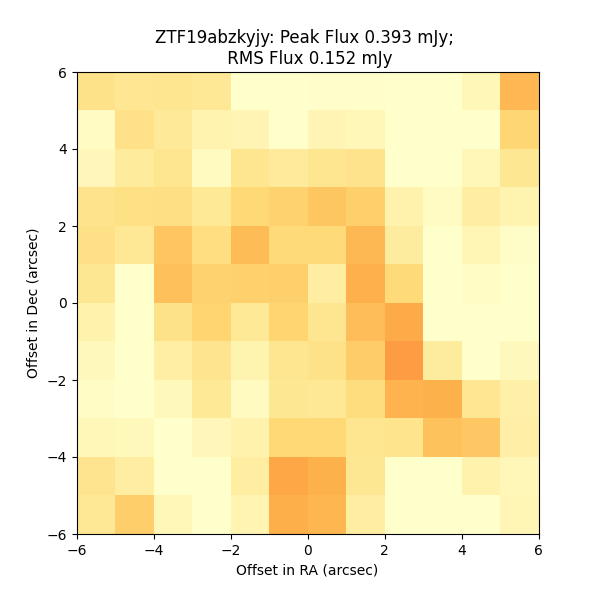 ZTF19abzkyjy: Peak Flux 0.393 mJy;
RMS Flux 0.152 mJy
6
4
2
0
−2
−4
−6
Offset in Dec (arcsec)
−6 −4 −2 0 2 4 6
Offset in RA (arcsec)